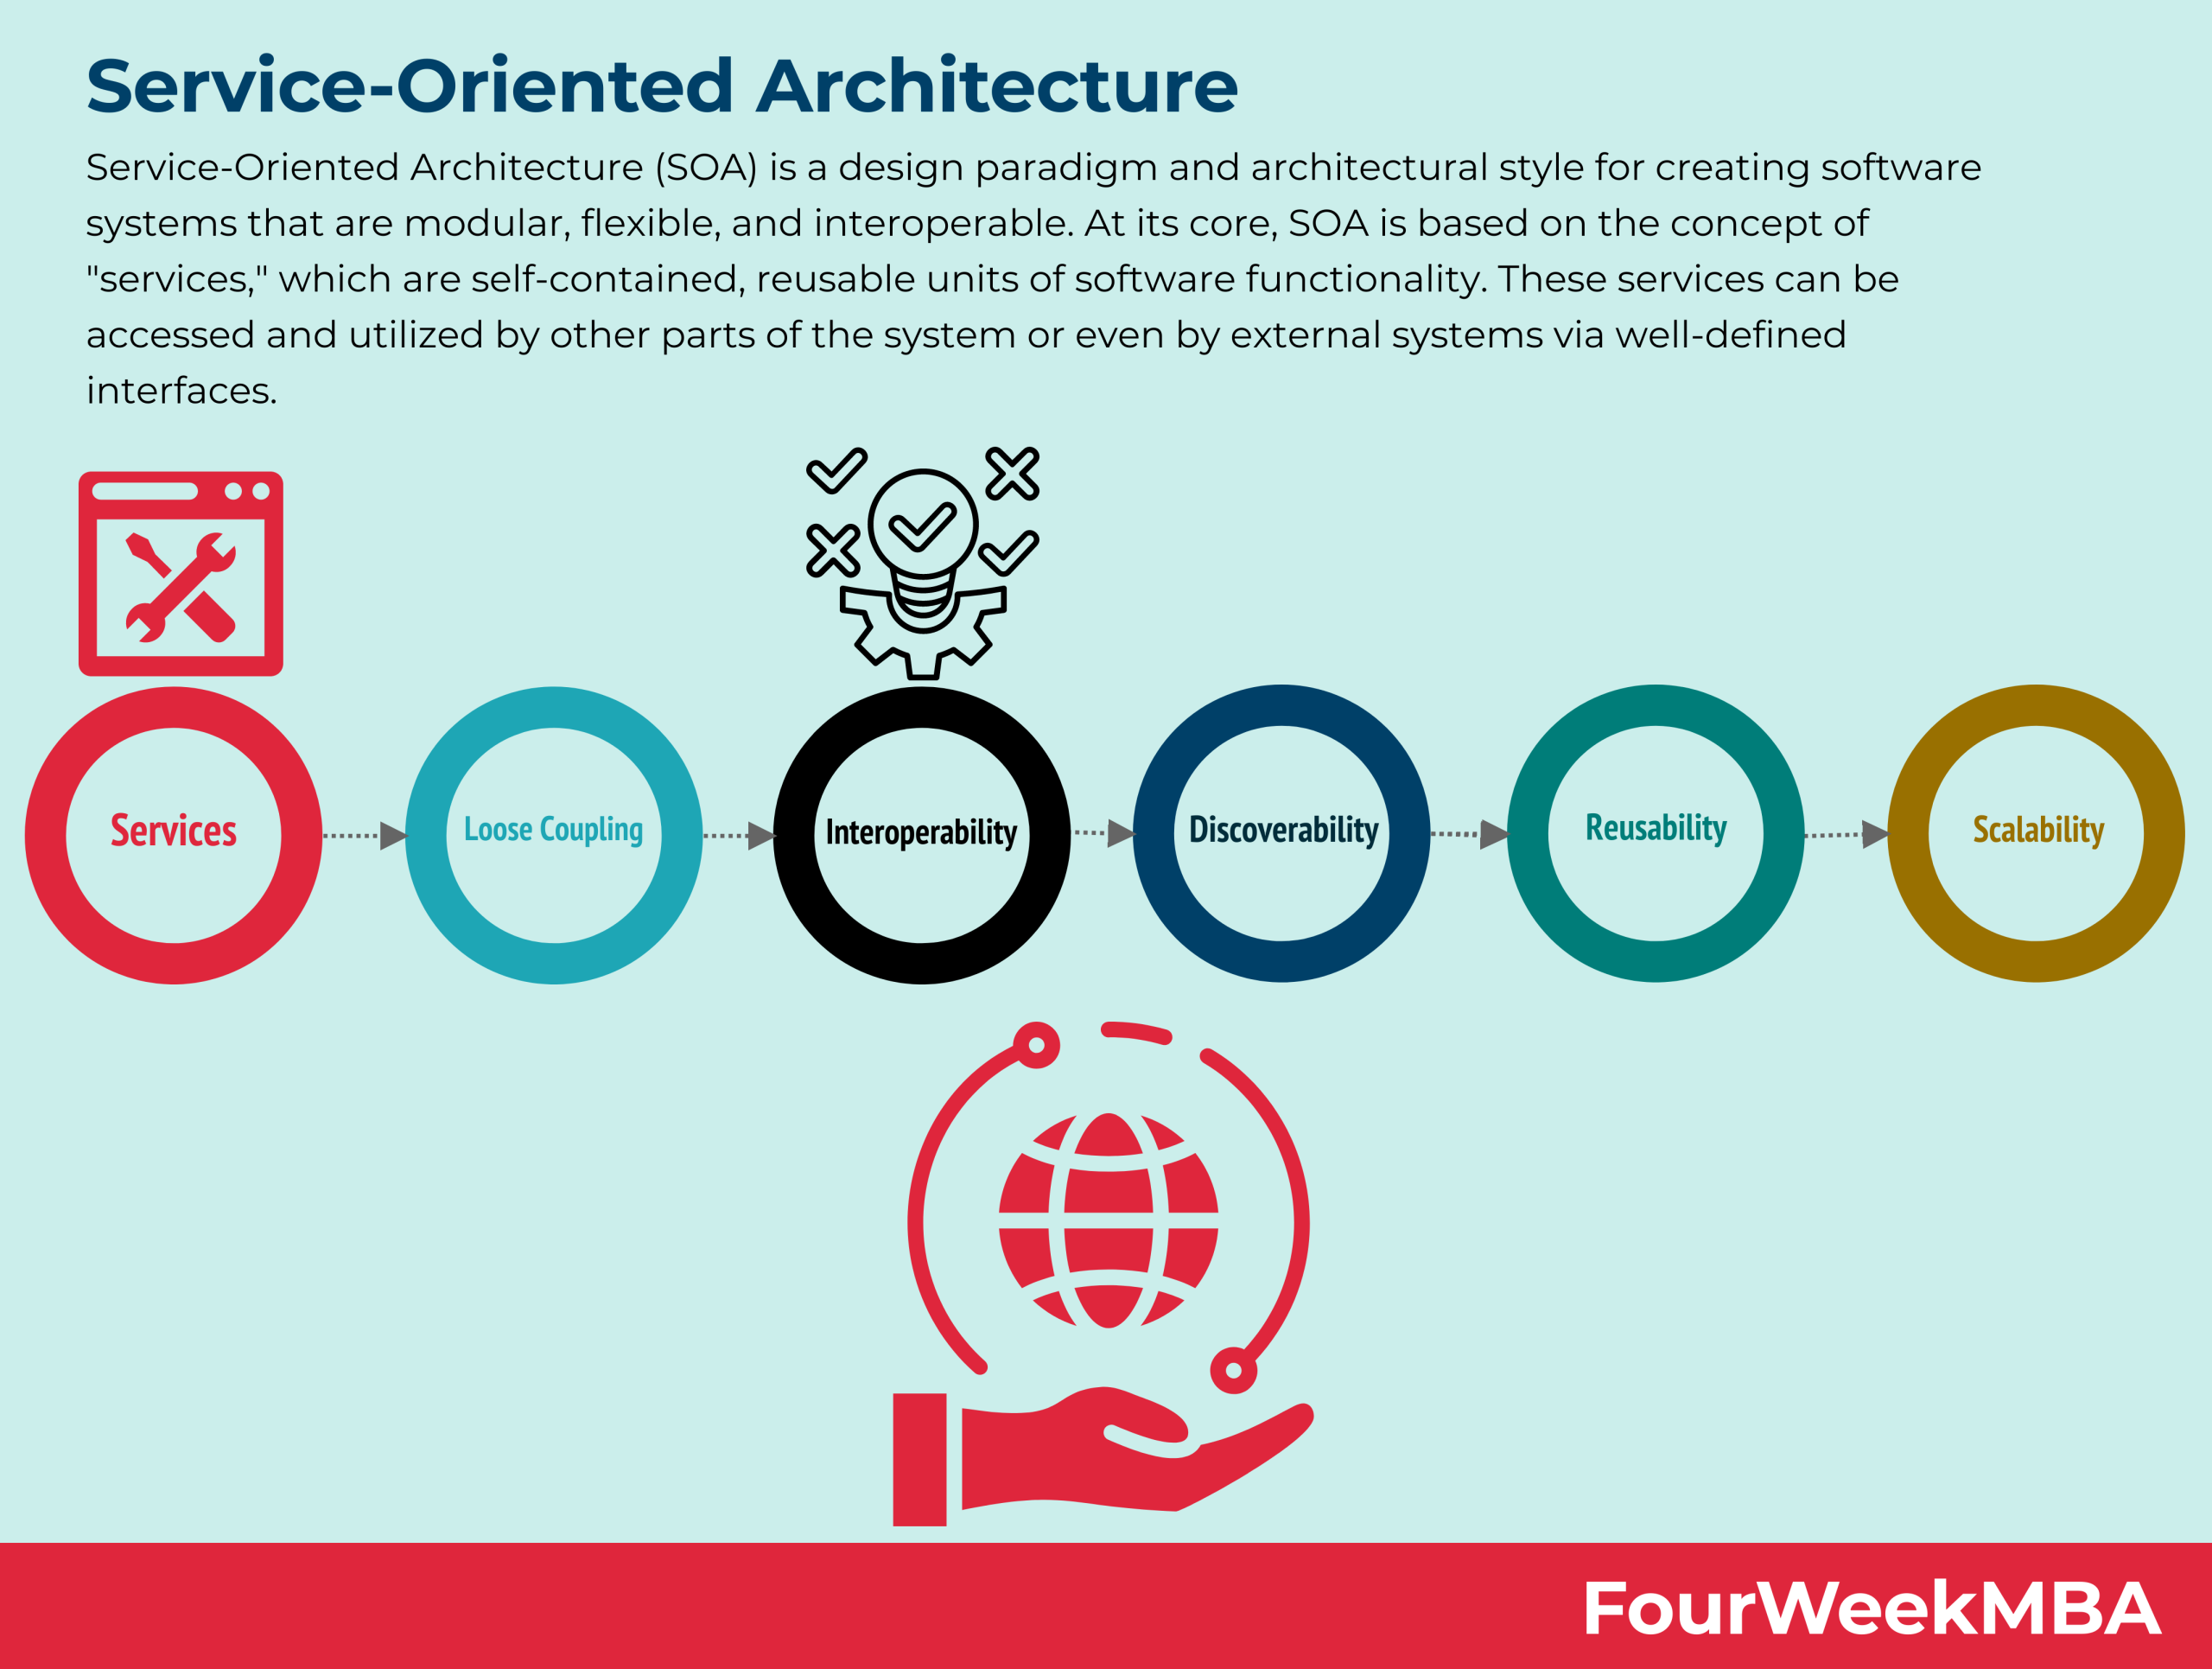 Service-Oriented Architecture
Service-Oriented Architecture (SOA) is a design paradigm and architectural style for creating software
systems that are modular, flexible, and interoperable. At its core, SOA is based on the concept of
"services," which are self-contained, reusable units of software functionality. These services can be
accessed and utilized by other parts of the system or even by external systems via well-defined
interfaces.
Services
Loose Coupling
Interoperability
Discoverability
Reusability
Scalability
FourWeekMBA